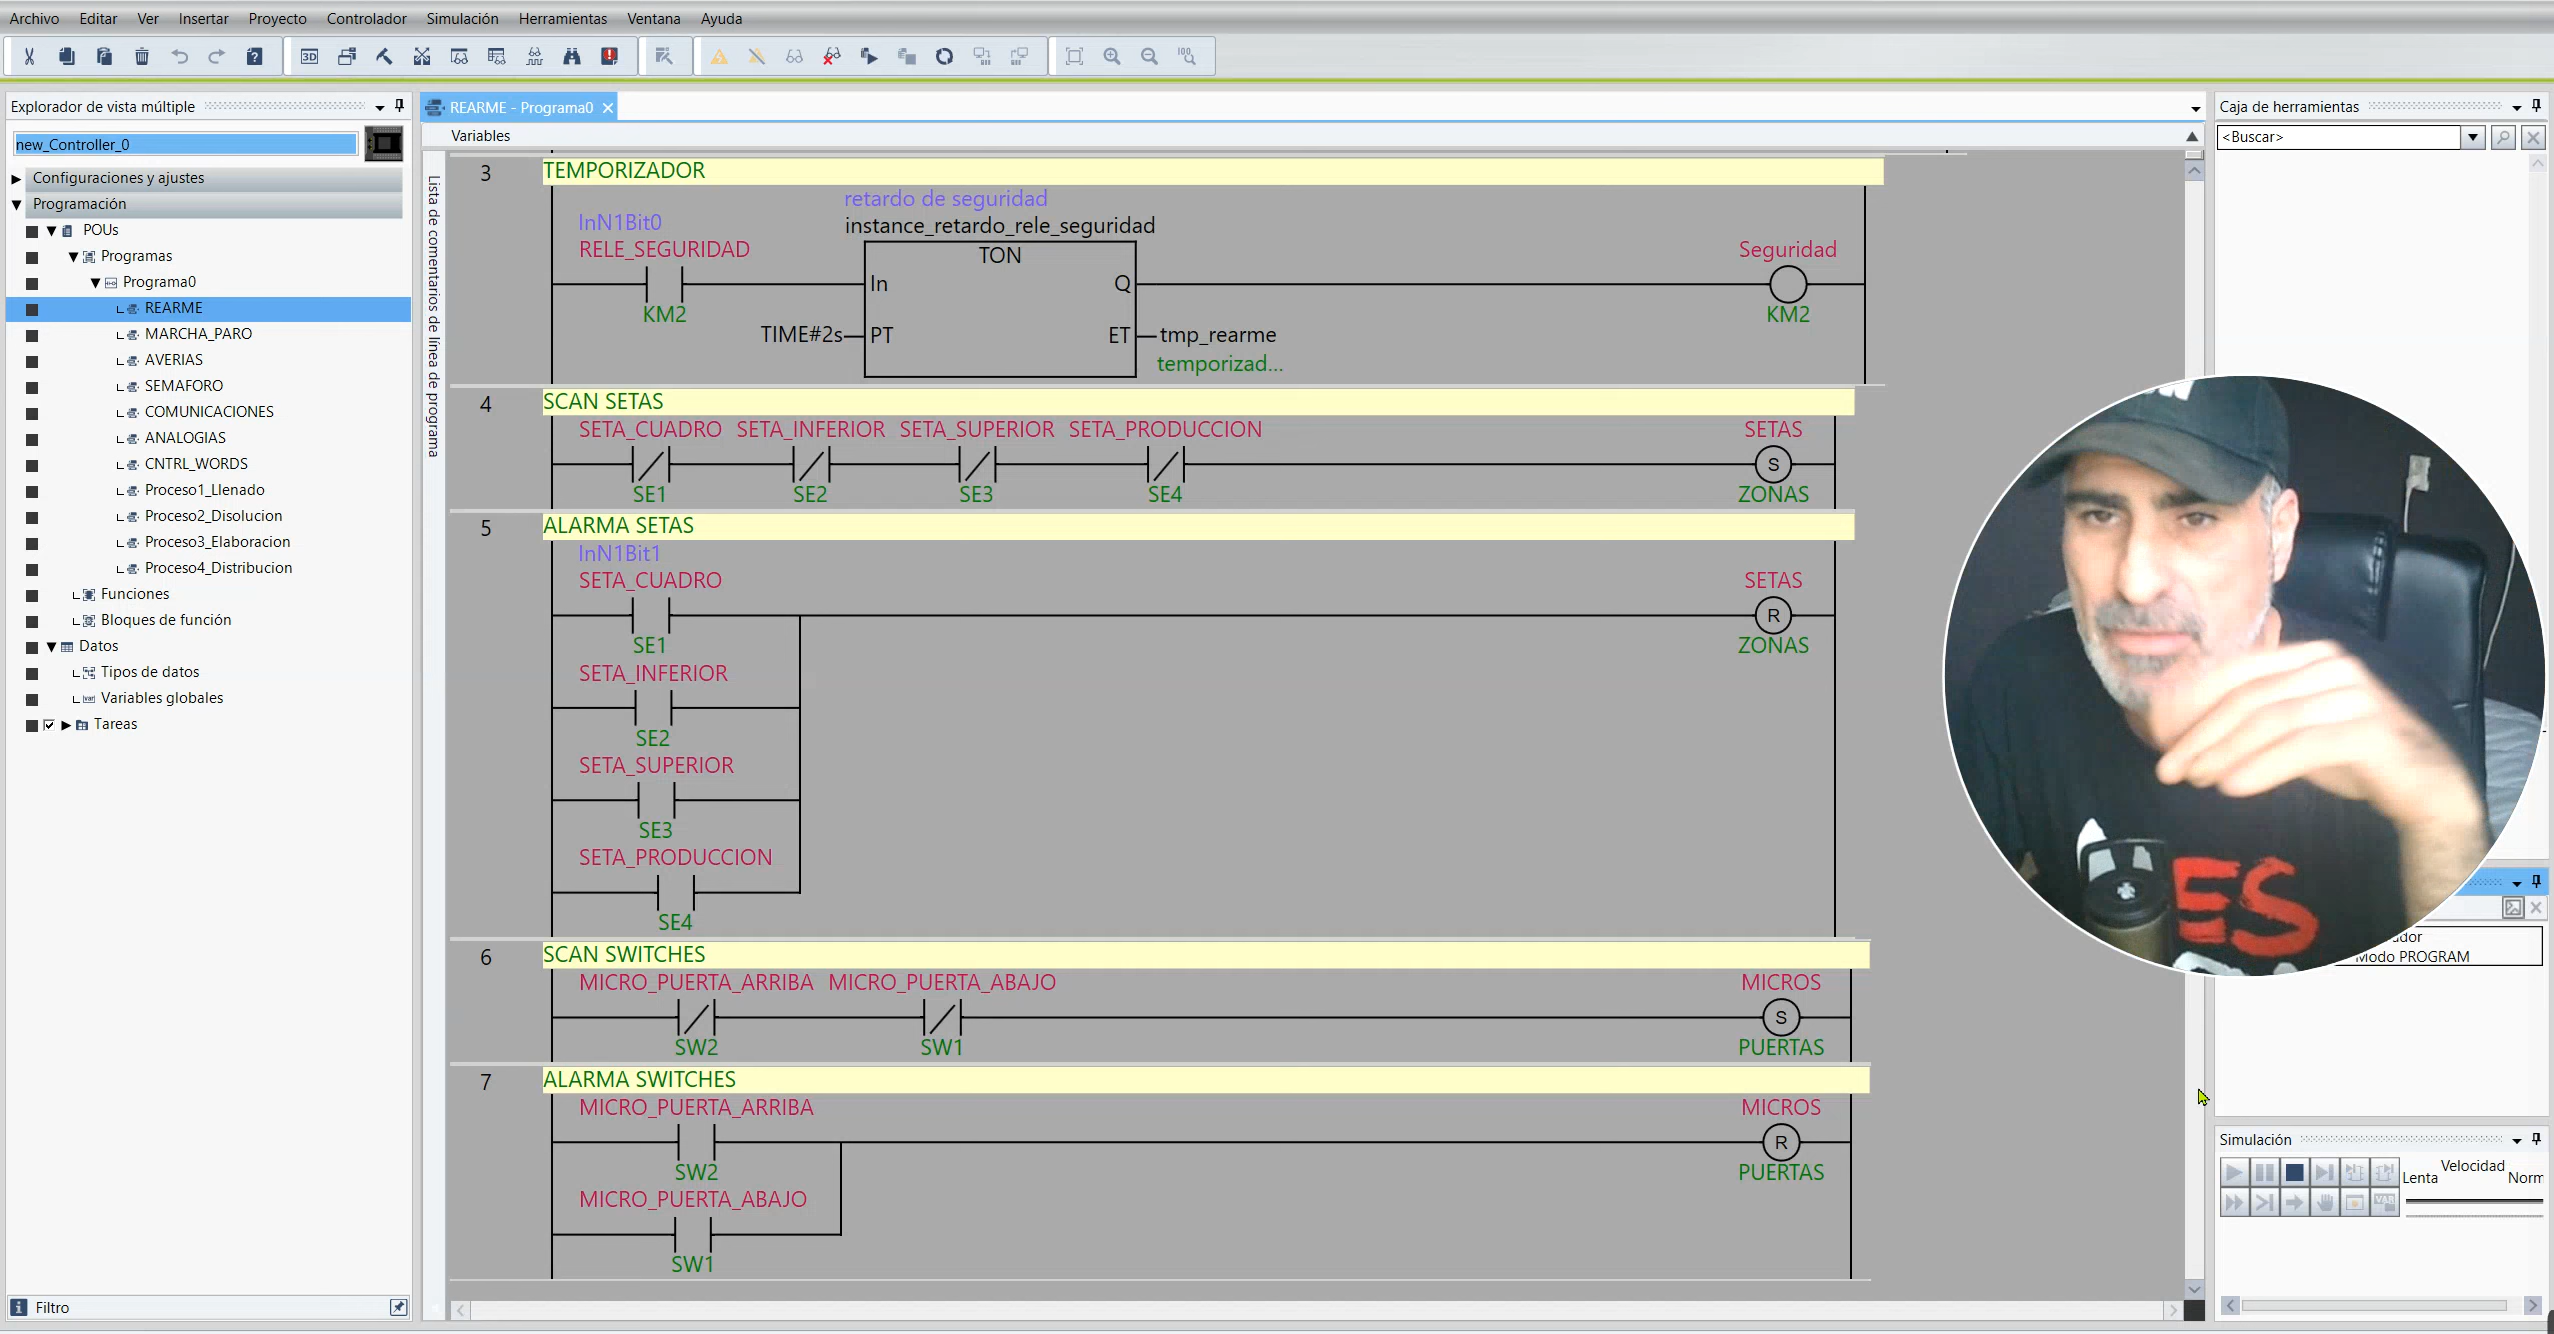 Archivo Editar Ver Insertar Proyecto Controlador Simulación Herramientas Ventana Ayuda
Explorador de vista múltiple
new_Controller_0
Configuraciones y ajustes
Programación
POUs
Programas
Programa0
REARME
MARCHA_PARO
AVERIAS
SEMAFORO
COMUNICACIONES
ANALOGIAS
CNTRL_WORDS
Proceso1_Llenado
Proceso2_Disolucion
Proceso3_Elaboracion
Proceso4_Distribucion
Funciones
Bloques de función
Datos
Tipos de datos
Variables globales
Tareas
Filtro
REARME - Programa0
Variables
Lista de comentarios de línea de programa
3 TEMPORIZADOR
retardo de seguridad
InN1Bit0 instance_retardo_rele_seguridad
RELE_SEGURIDAD TON Seguridad
In Q
KM2 KM2
TIME#2s PT ET tmp_rearme
temporizad...
4 SCAN SETAS
SETA_CUADRO SETA_INFERIOR SETA_SUPERIOR SETA_PRODUCCION SETAS
S
SE1 SE2 SE3 SE4 ZONAS
5 ALARMA SETAS
InN1Bit1
SETA_CUADRO SETAS
R
SE1 ZONAS
SETA_INFERIOR
SE2
SETA_SUPERIOR
SE3
SETA_PRODUCCION
SE4
6 SCAN SWITCHES
MICRO_PUERTA_ARRIBA MICRO_PUERTA_ABAJO MICROS
S
SW2 SW1 PUERTAS
7 ALARMA SWITCHES
MICRO_PUERTA_ARRIBA MICROS
R
SW2 PUERTAS
MICRO_PUERTA_ABAJO
SW1
Caja de herramientas
<Buscar>
ES
ador
Modo PROGRAM
Simulación
Velocidad
Lenta Norm